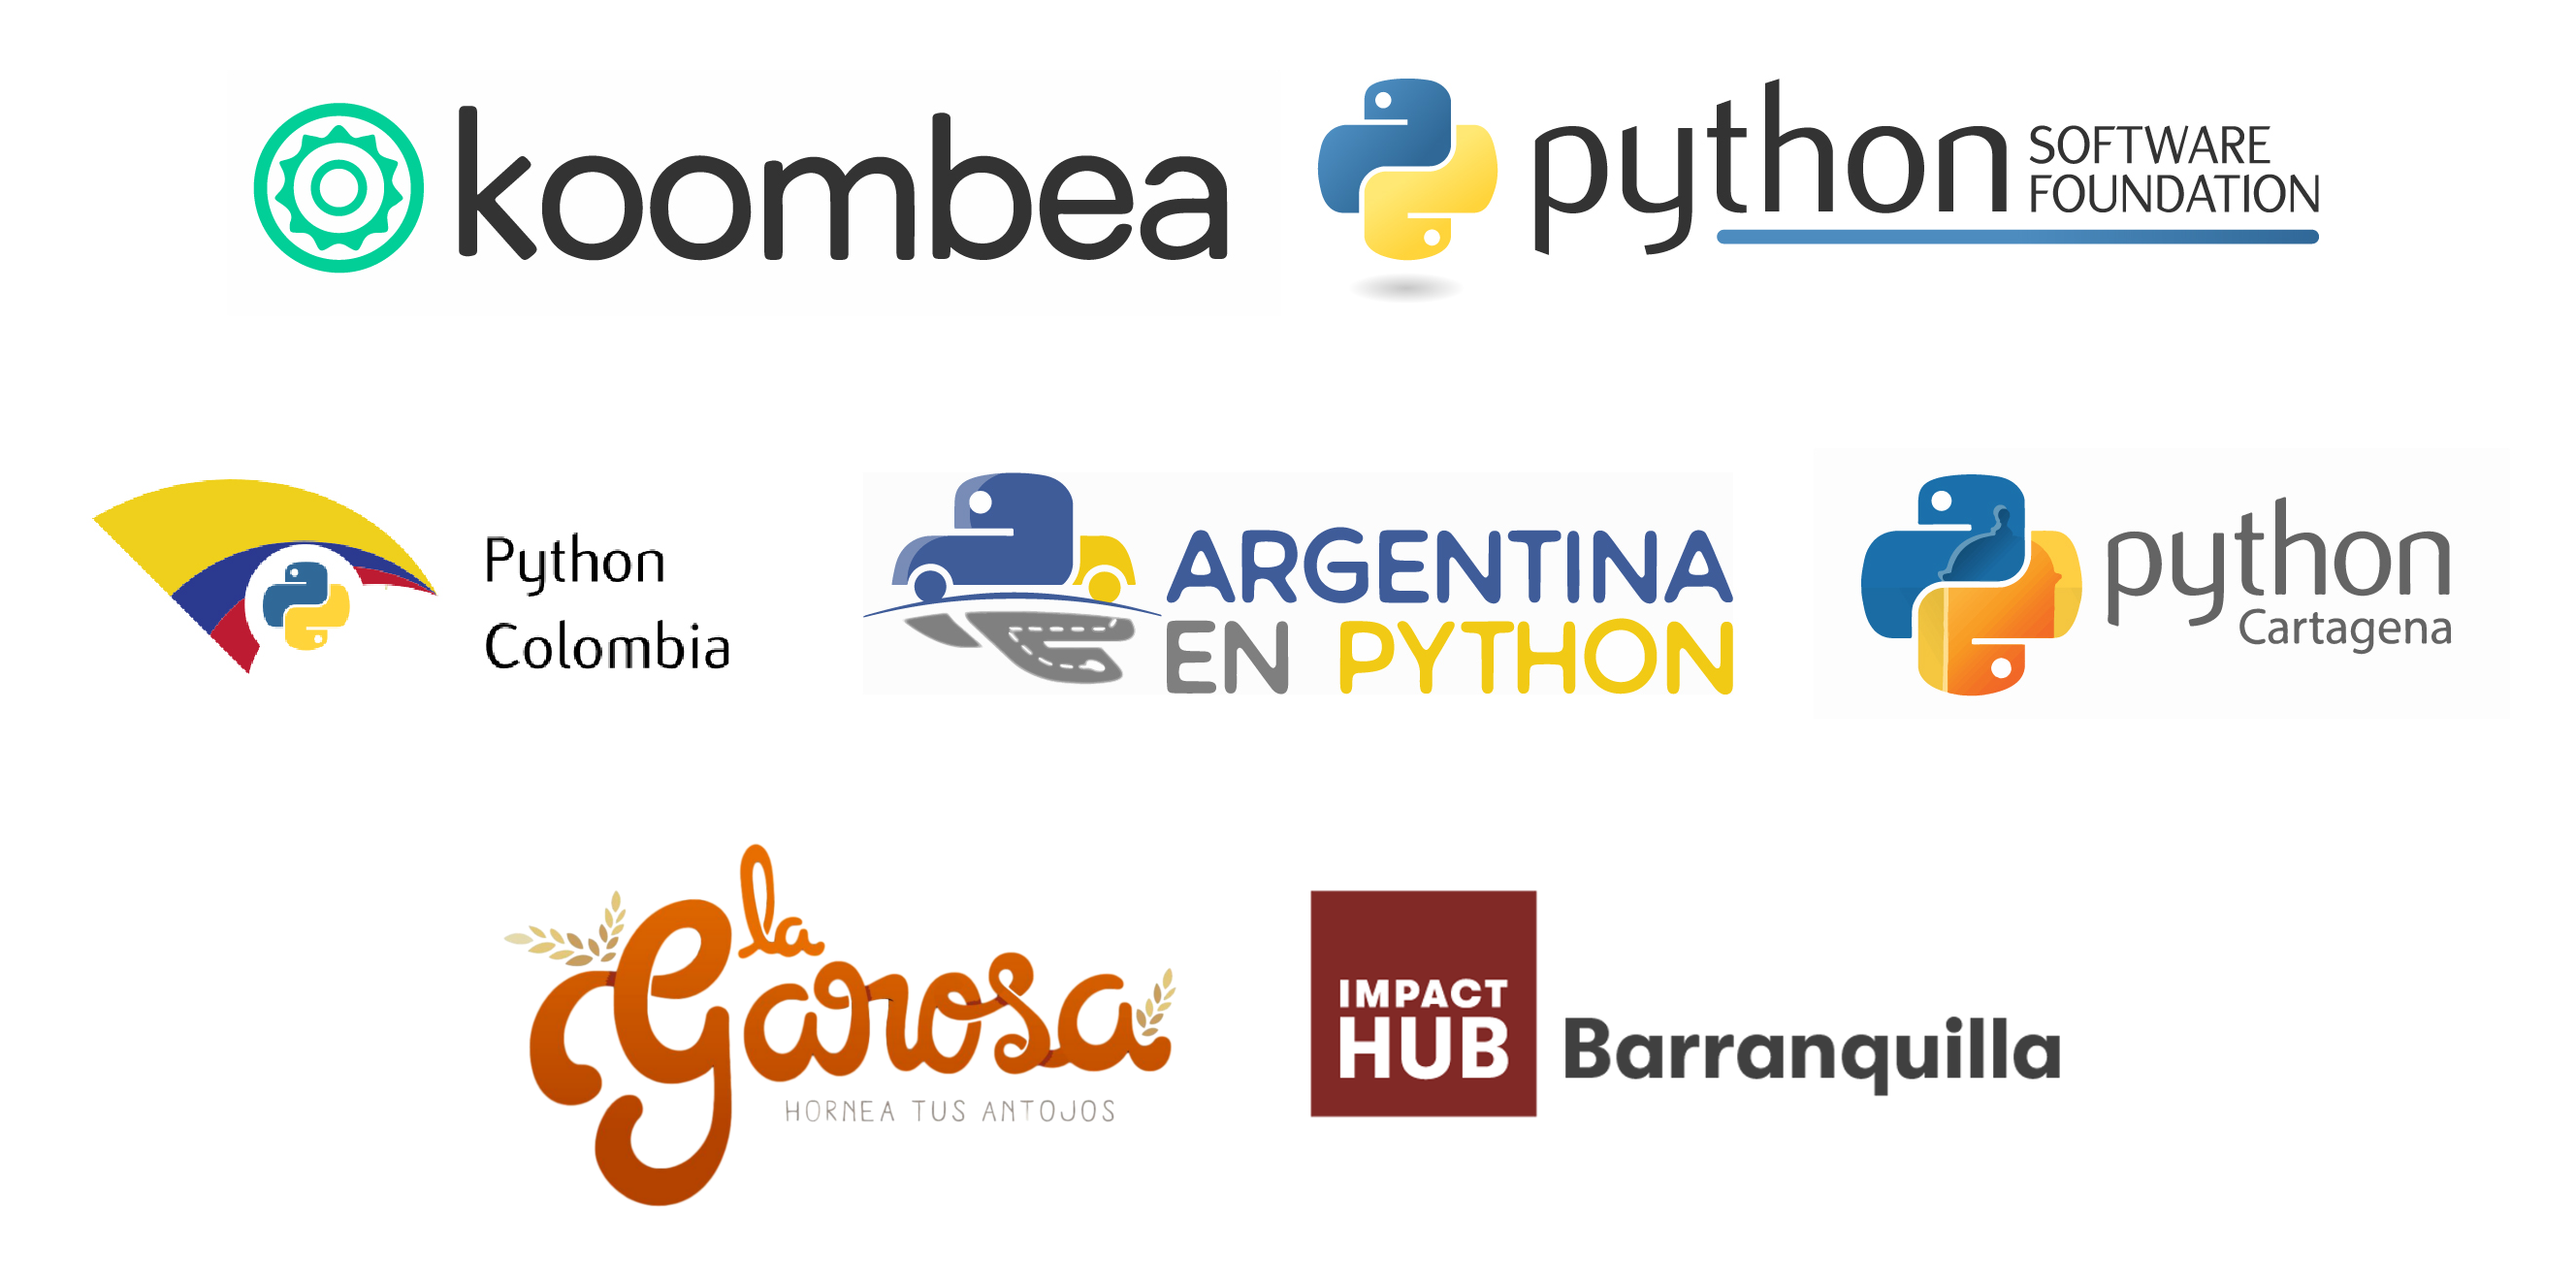 koombea
python
SOFTWARE
FOUNDATION
Python
Colombia
ARGENTINA
EN PYTHON
python
Cartagena
la
Garosa
HORNEA TUS ANTOJOS
IMPACT
HUB
Barranquilla